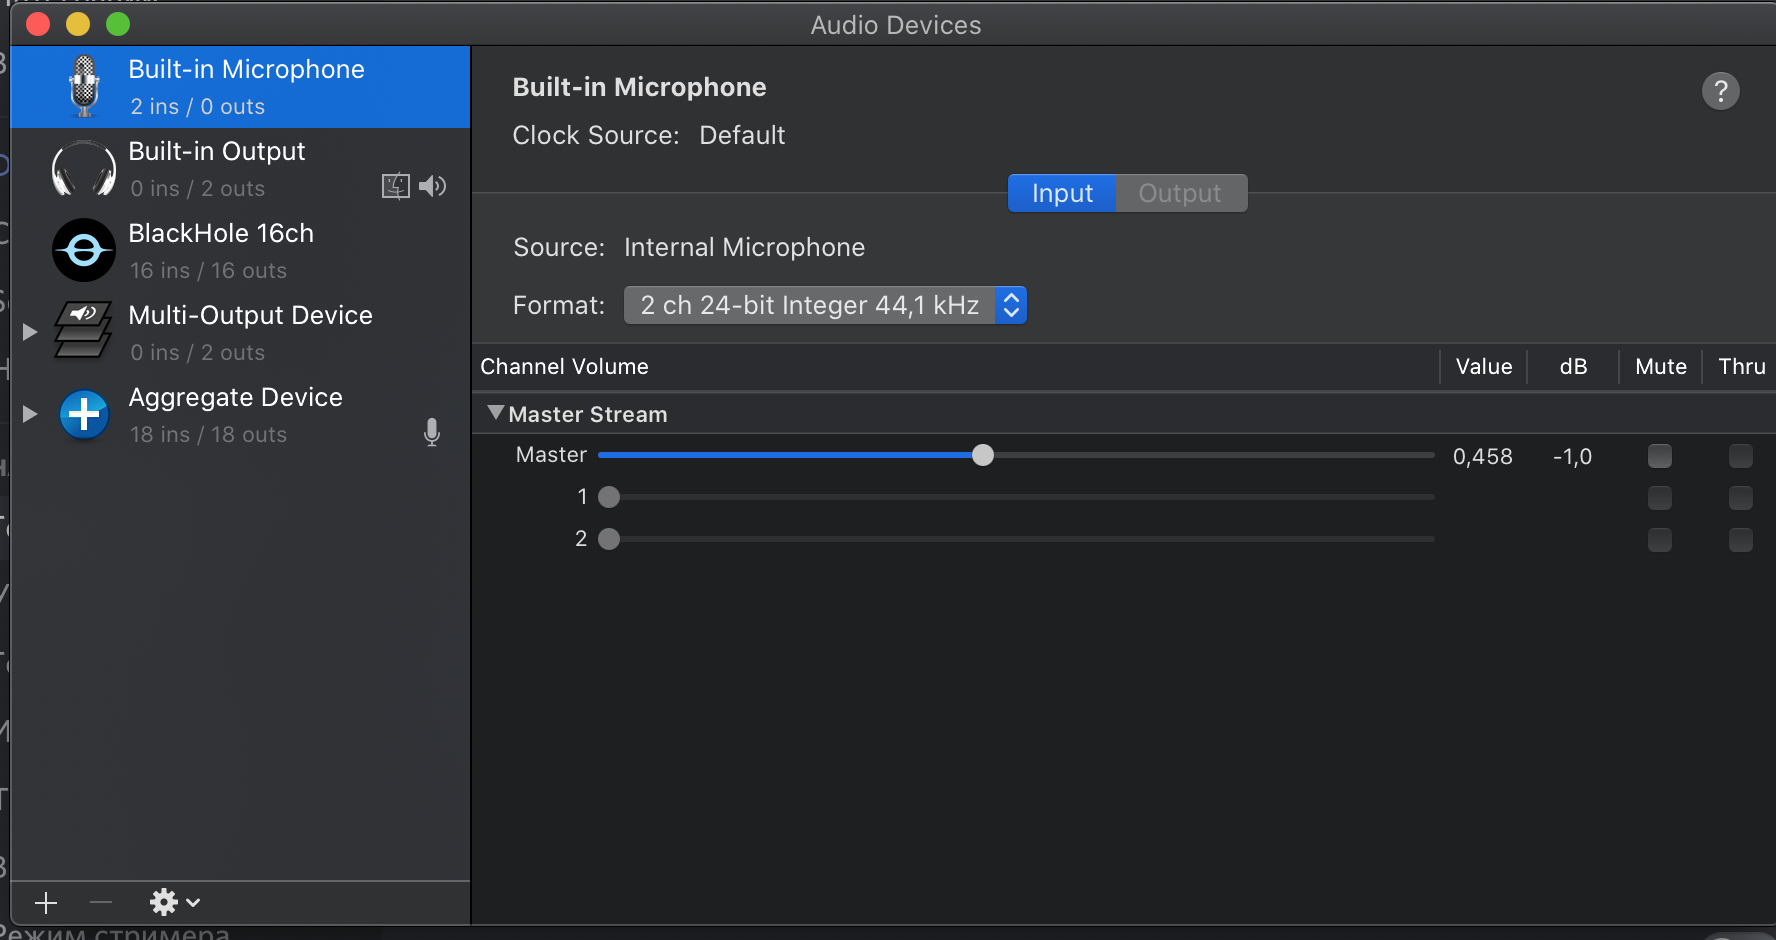 Audio Devices
Built-in Microphone
2 ins / 0 outs
Built-in Output
0 ins / 2 outs
BlackHole 16ch
16 ins / 16 outs
Multi-Output Device
0 ins / 2 outs
Aggregate Device
18 ins / 18 outs
Built-in Microphone
?
Clock Source: Default
Input Output
Source: Internal Microphone
Format: 2 ch 24-bit Integer 44,1 kHz
Channel Volume Value dB Mute Thru
Master Stream
Master 0,458 -1,0
1
2
Режим стримера